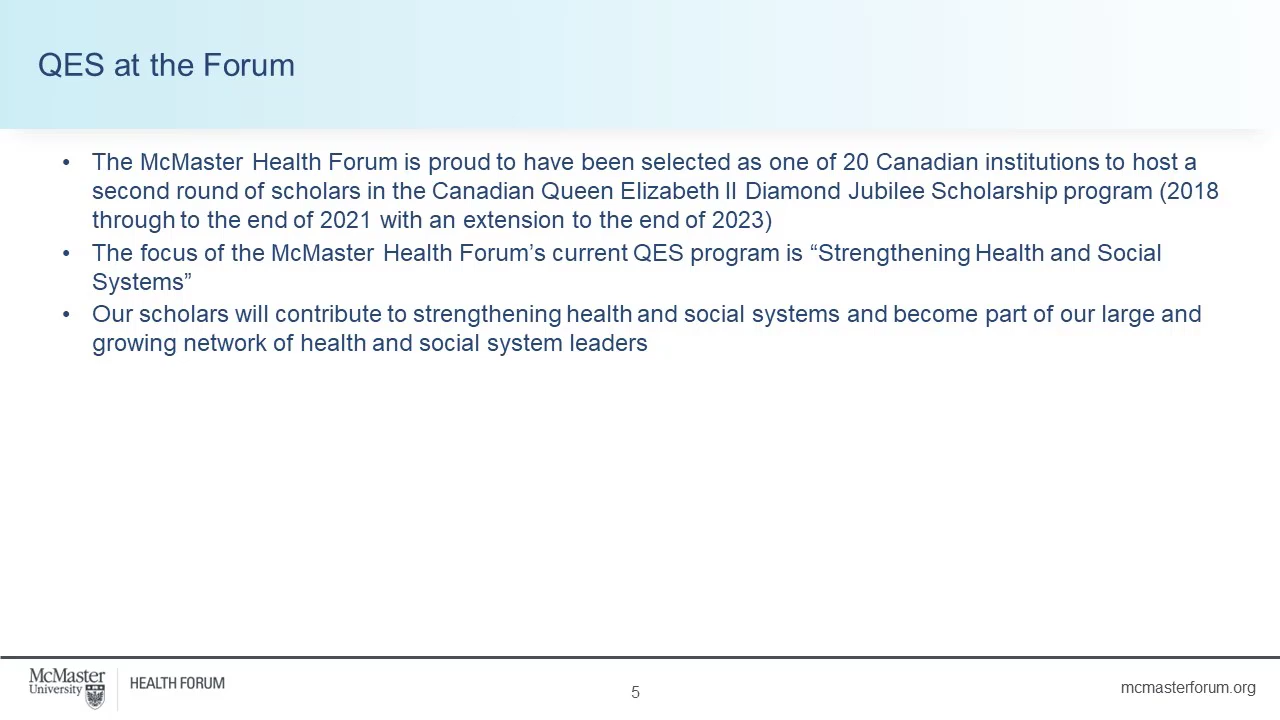 QES at the Forum
• The McMaster Health Forum is proud to have been selected as one of 20 Canadian institutions to host a
second round of scholars in the Canadian Queen Elizabeth II Diamond Jubilee Scholarship program (2018
through to the end of 2021 with an extension to the end of 2023)
• The focus of the McMaster Health Forum’s current QES program is “Strengthening Health and Social
Systems”
• Our scholars will contribute to strengthening health and social systems and become part of our large and
growing network of health and social system leaders
McMaster
University
HEALTH FORUM
5
mcmasterforum.org